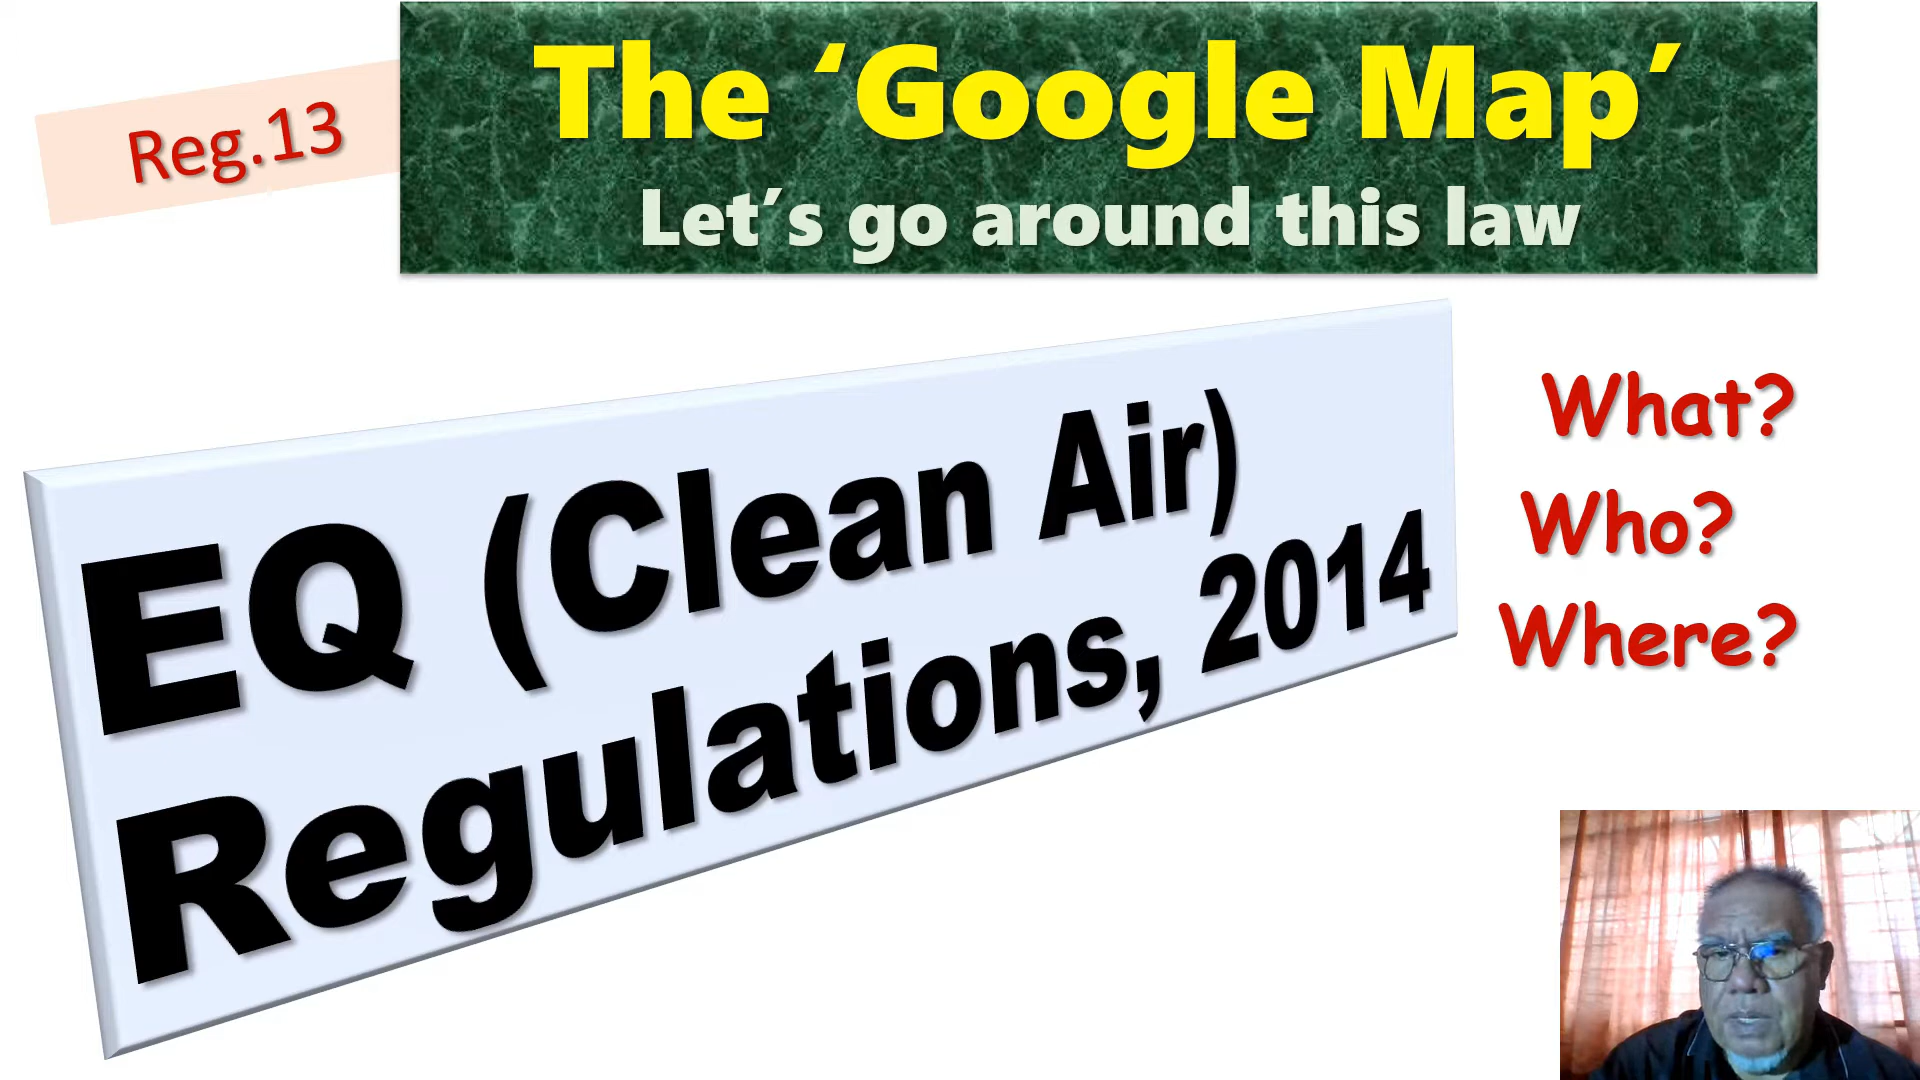 Reg.13
The ‘Google Map’
Let’s go around this law
EQ (Clean Air)
Regulations, 2014
What?
Who?
Where?